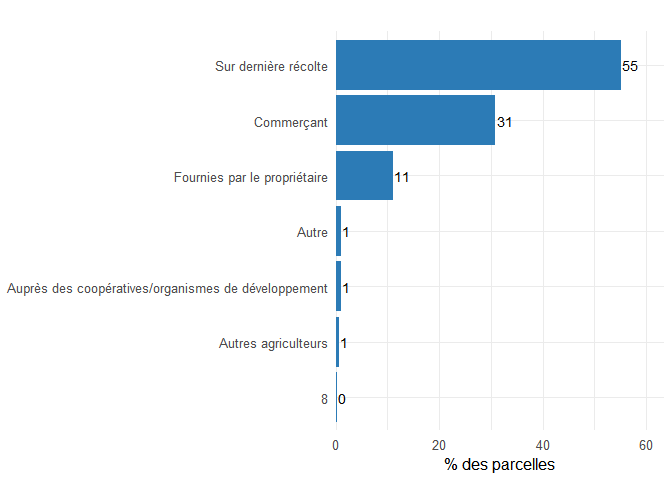 Sur dernière récolte 55
Commerçant 31
Fournies par le propriétaire 11
Autre 1
Auprès des coopératives/organismes de développement 1
Autres agriculteurs 1
8 0
0 20 40 60
% des parcelles